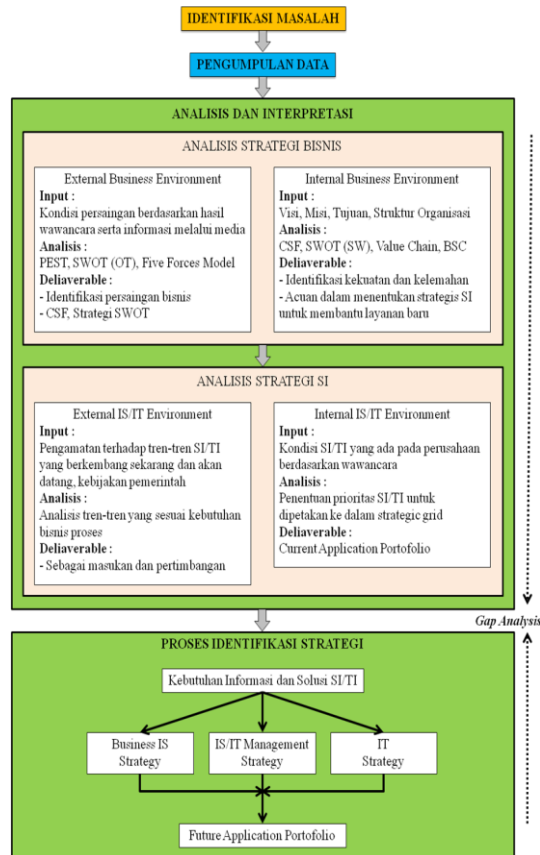 IDENTIFIKASI MASALAH
PENGUMPULAN DATA
ANALISIS DAN INTERPRETASI
ANALISIS STRATEGI BISNIS
External Business Environment
Input :
Kondisi persaingan berdasarkan hasil
wawancara serta informasi melalui media
Analysis :
PEST, SWOT (OT), Five Forces Model
Deliaverable :
- Identifikasi persaingan bisnis
- CSF, Strategi SWOT
Internal Business Environment
Input :
Visi, Misi, Tujuan, Struktur Organisasi
Analysis :
CSF, SWOT (SW), Value Chain, BSC
Deliaverable :
- Identifikasi kekuatan dan kelemahan
- Acuan dalam menentukan strategis SI
untuk membantu layanan baru
ANALISIS STRATEGI SI
External IS/IT Environment
Input :
Pengamatan terhadap tren-tren SI/TI
yang berkembang sekarang dan akan
datang, kebijakan pemerintah
Analysis :
Analisis tren-tren yang sesuai kebutuhan
bisnis proses
Deliaverable :
- Sebagai masukan dan pertimbangan
Internal IS/IT Environment
Input :
Kondisi SI/TI yang ada pada perusahaan
berdasarkan wawancara
Analysis :
Penentuan prioritas SI/TI untuk
dipetakan ke dalam strategic grid
Deliaverable :
Current Application Portofolio
Gap Analysis
PROSES IDENTIFIKASI STRATEGI
Kebutuhan Informasi dan Solusi SI/TI
Business IS
Strategy
IS/IT Management
Strategy
IT
Strategy
Future Application Portofolio